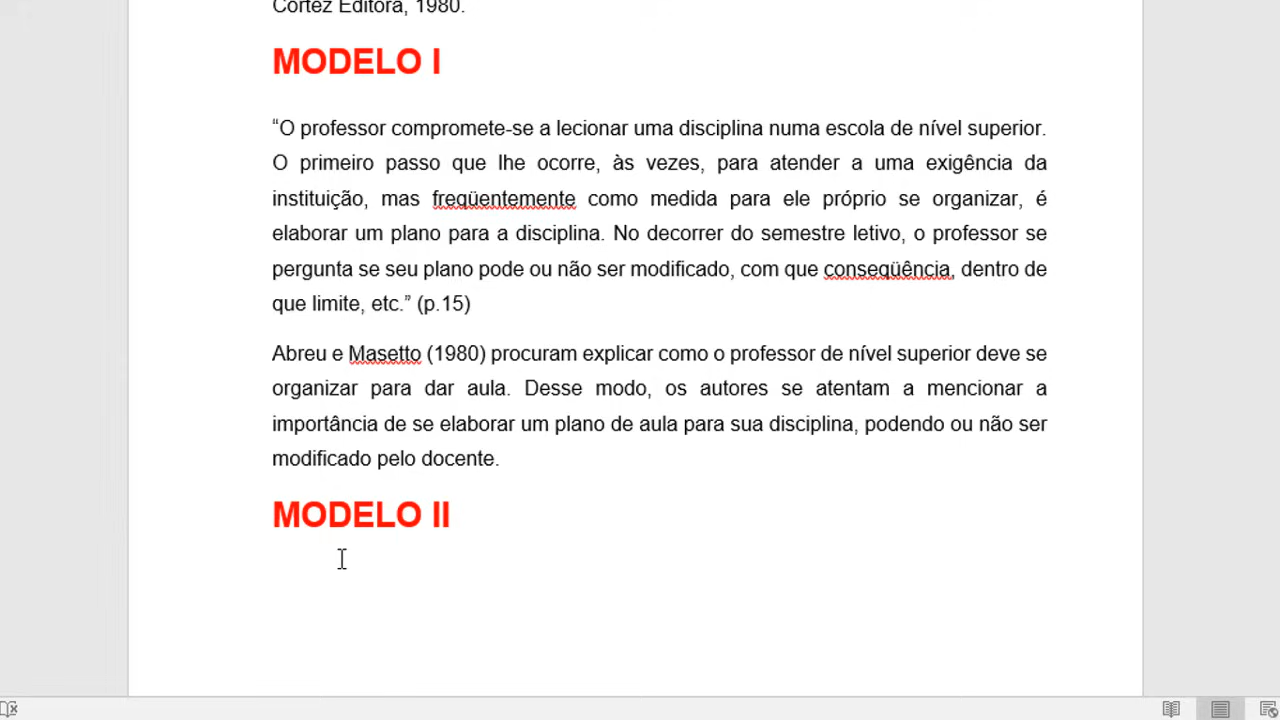 Cortez Editora, 1980.
MODELO I
“O professor compromete-se a lecionar uma disciplina numa escola de nível superior.
O primeiro passo que lhe ocorre, às vezes, para atender a uma exigência da
instituição, mas freqüentemente como medida para ele próprio se organizar, é
elaborar um plano para a disciplina. No decorrer do semestre letivo, o professor se
pergunta se seu plano pode ou não ser modificado, com que conseqüência, dentro de
que limite, etc.” (p.15)
Abreu e Masetto (1980) procuram explicar como o professor de nível superior deve se
organizar para dar aula. Desse modo, os autores se atentam a mencionar a
importância de se elaborar um plano de aula para sua disciplina, podendo ou não ser
modificado pelo docente.
MODELO II